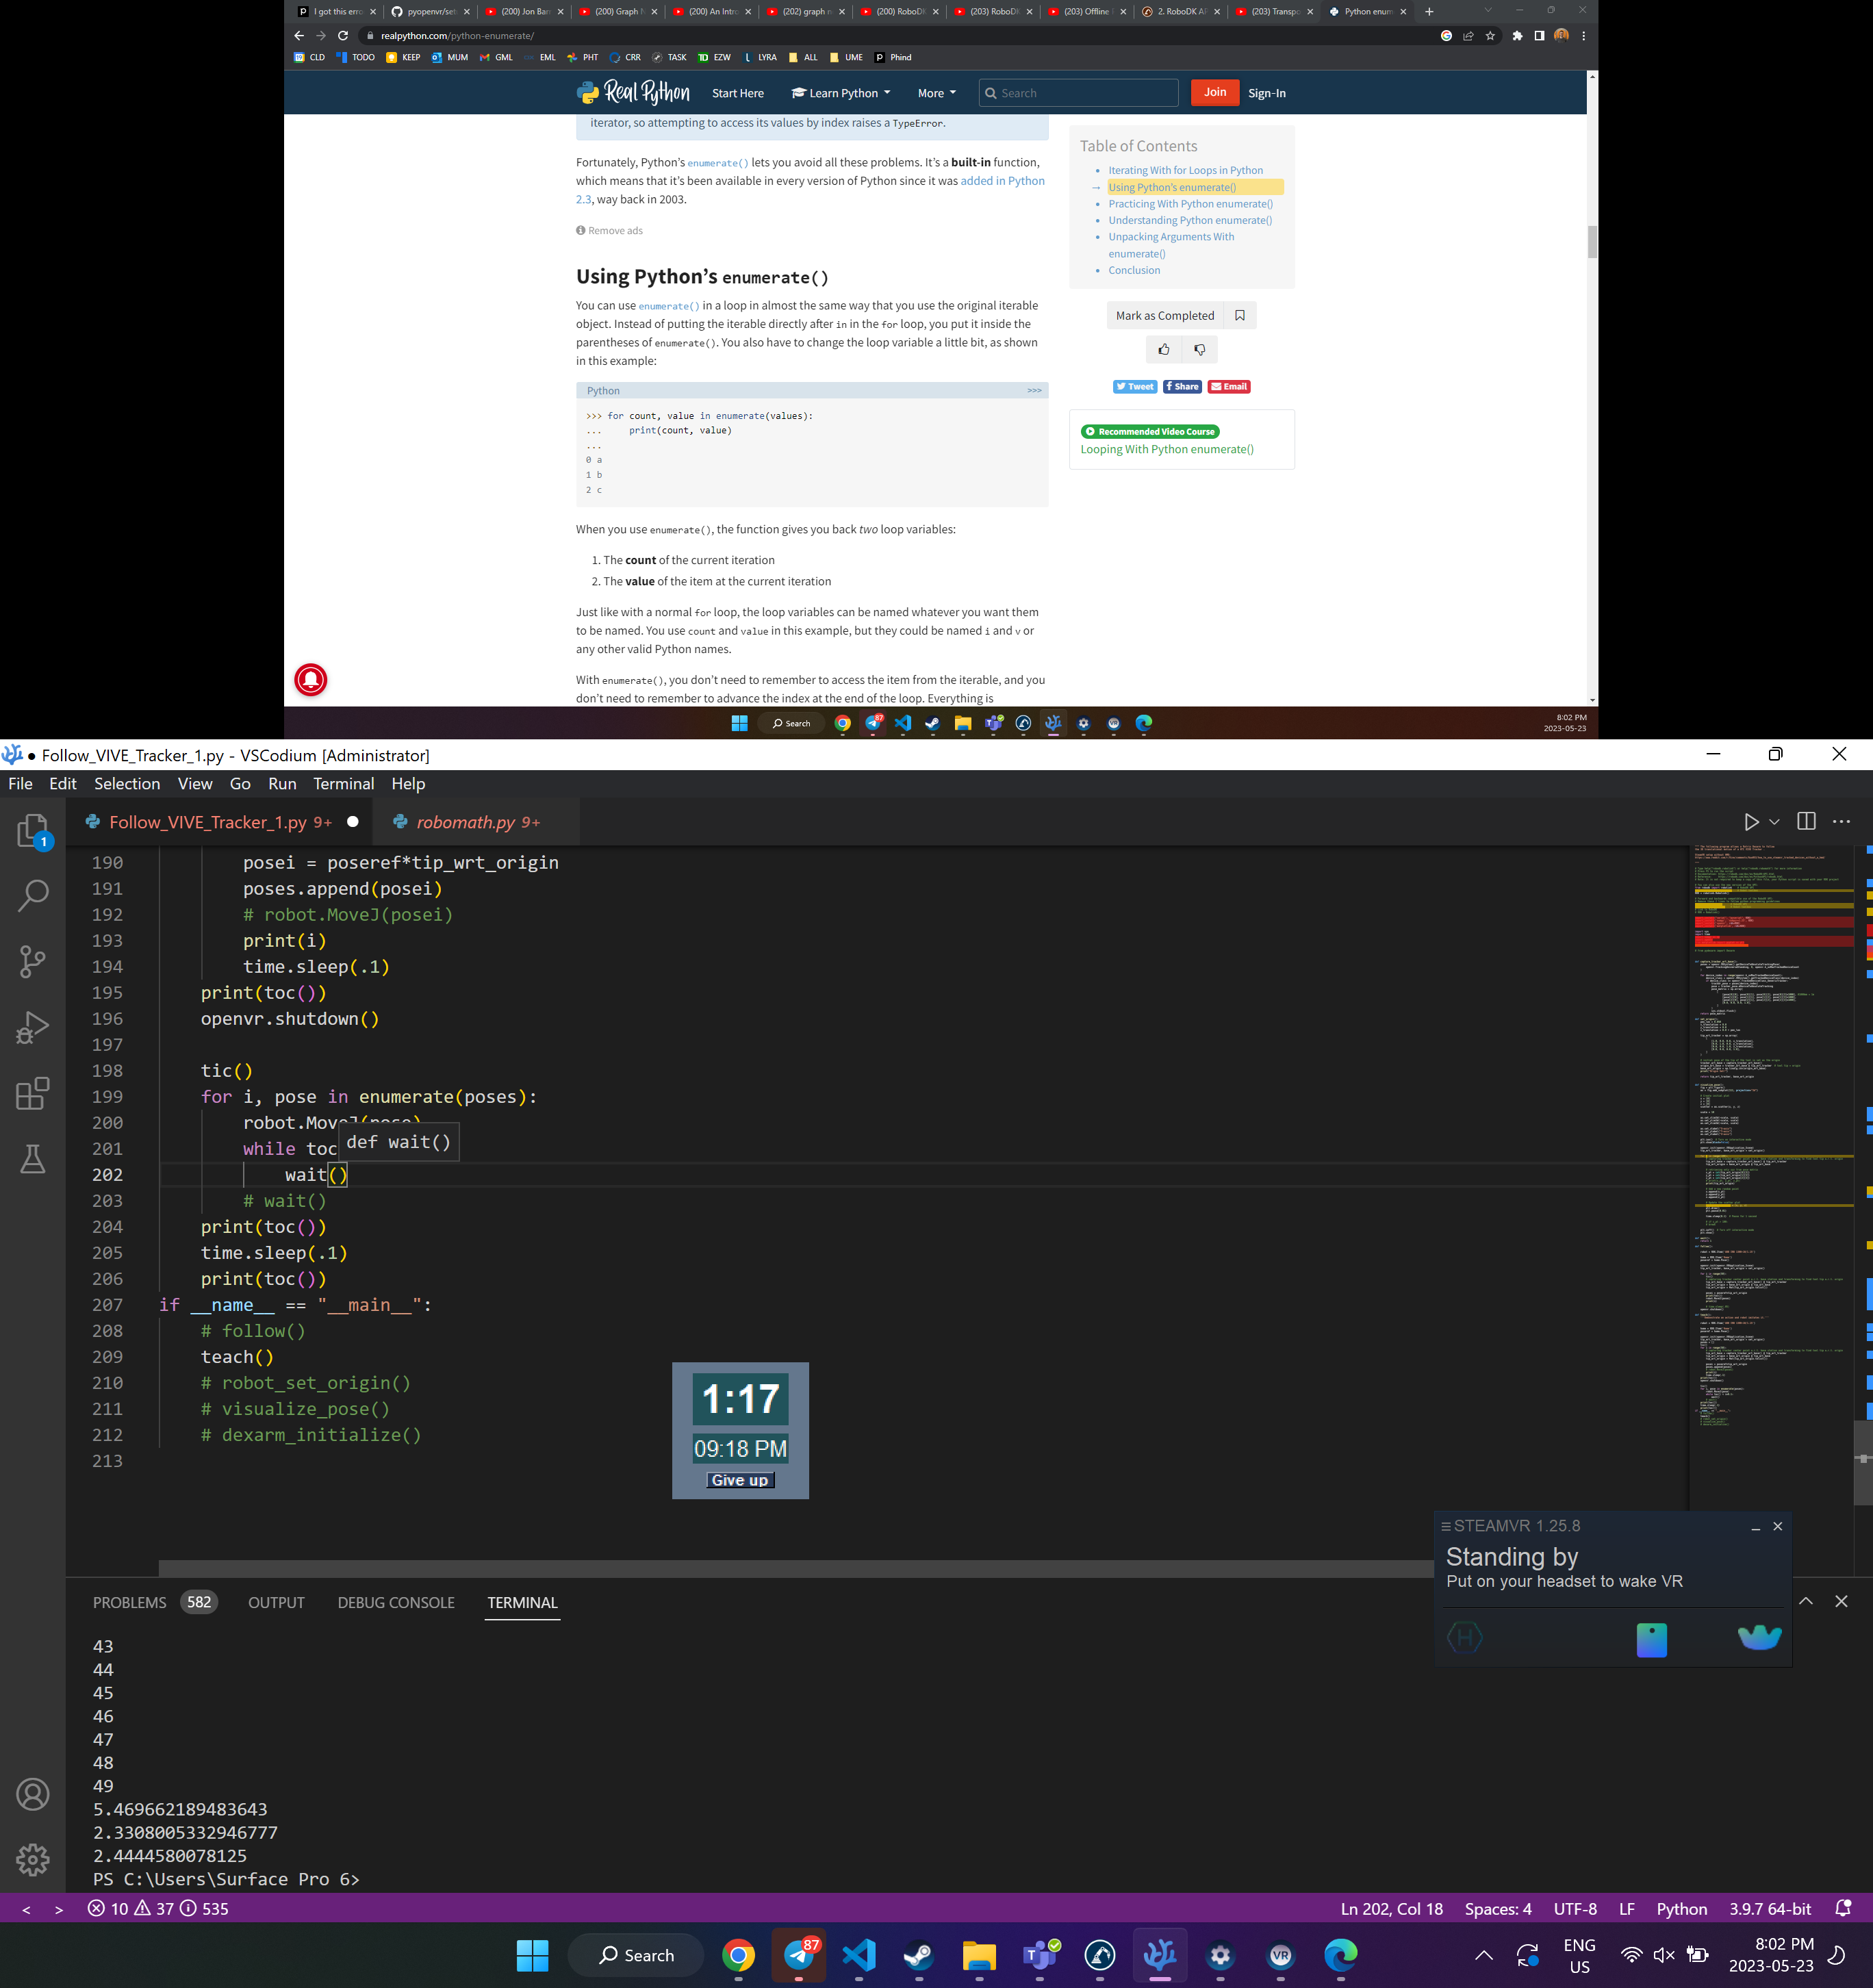 I got this erro
pyopenvr/set
(200) Jon Bar
(200) Graph N
(200) An Intro
(202) graph n
(200) RoboD
(203) RoboDK
(203) Offline
2. RoboDK AP
(203) Transpo
Python enum
realpython.com/python-enumerate/
CLD TODO KEEP MUM GML EML PHT CRR TASK EZW LYRA ALL UME Phind
Real Python Start Here Learn Python More Search Join Sign-In
iterator, so attempting to access its values by index raises a TypeError.
Fortunately, Python’s enumerate() lets you avoid all these problems. It’s a built-in function,
which means that it’s been available in every version of Python since it was added in Python
2.3, way back in 2003.
Remove ads
Using Python’s enumerate()
You can use enumerate() in a loop in almost the same way that you use the original iterable
object. Instead of putting the iterable directly after in in the for loop, you put it inside the
parentheses of enumerate(). You also have to change the loop variable a little bit, as shown
in this example:
Python >>>
>>> for count, value in enumerate(values):
...     print(count, value)
...
0 a
1 b
2 c
When you use enumerate(), the function gives you back two loop variables:
1. The count of the current iteration
2. The value of the item at the current iteration
Just like with a normal for loop, the loop variables can be named whatever you want them
to be named. You use count and value in this example, but they could be named i and v or
any other valid Python names.
With enumerate(), you don’t need to remember to access the item from the iterable, and you
don’t need to remember to advance the index at the end of the loop. Everything is
Table of Contents
Iterating With for Loops in Python
→ Using Python’s enumerate()
Practicing With Python enumerate()
Understanding Python enumerate()
Unpacking Arguments With
enumerate()
Conclusion
Mark as Completed
Tweet Share Email
Recommended Video Course
Looping With Python enumerate()
Search
87
8:02 PM
2023-05-23
● Follow_VIVE_Tracker_1.py - VSCodium [Administrator]
File Edit Selection View Go Run Terminal Help
1
Follow_VIVE_Tracker_1.py 9+ ● robomath.py 9+
190 posei = poseref*tip_wrt_origin
191 poses.append(posei)
192 # robot.MoveJ(posei)
193 print(i)
194 time.sleep(.1)
195 print(toc())
196 openvr.shutdown()
197
198 tic()
199 for i, pose in enumerate(poses):
200 robot.MoveJ(pose)
201 while toc
def wait()
202 wait()
203 # wait()
204 print(toc())
205 time.sleep(.1)
206 print(toc())
207 if __name__ == "__main__":
208 # follow()
209 teach()
210 # robot_set_origin()
211 # visualize_pose()
212 # dexarm_initialize()
213
1:17
09:18 PM
Give up
STEAMVR 1.25.8
Standing by
Put on your headset to wake VR
PROBLEMS 582 OUTPUT DEBUG CONSOLE TERMINAL
43
44
45
46
47
48
49
5.469662189483643
2.3308005332946777
2.4444580078125
PS C:\Users\Surface Pro 6>
10 37 535
Ln 202, Col 18 Spaces: 4 UTF-8 LF Python 3.9.7 64-bit
Search
87
VR
ENG
US
8:02 PM
2023-05-23